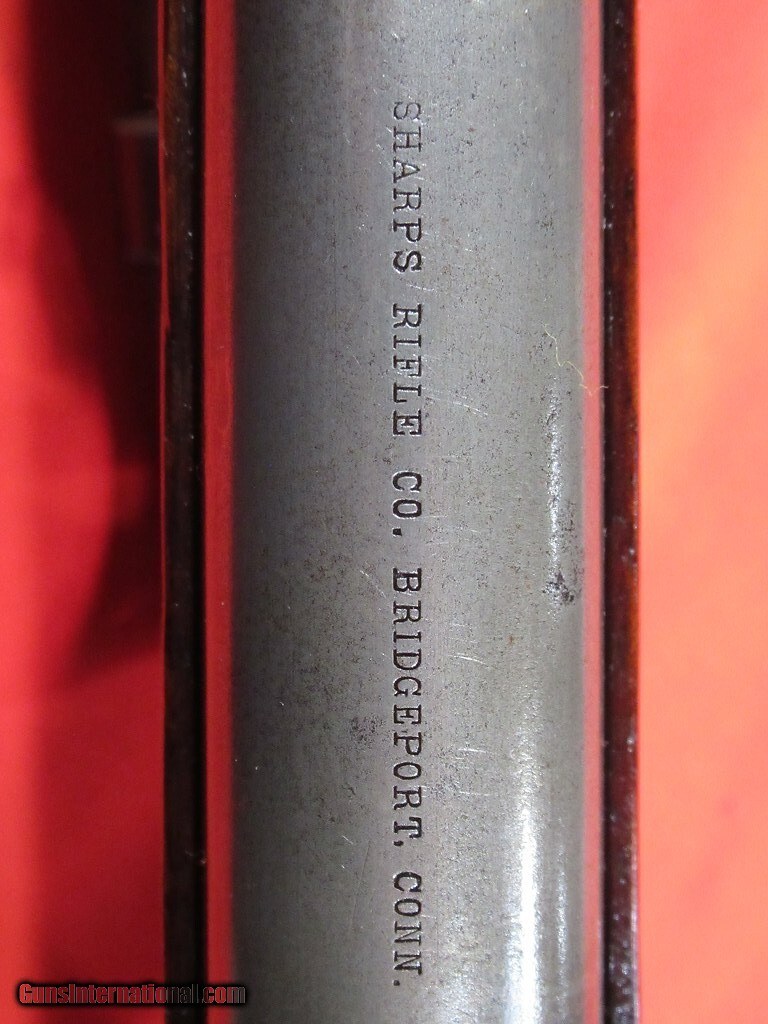 SHARPS RIFLE CO. BRIDGEPORT, CONN.
GunsInternational.com